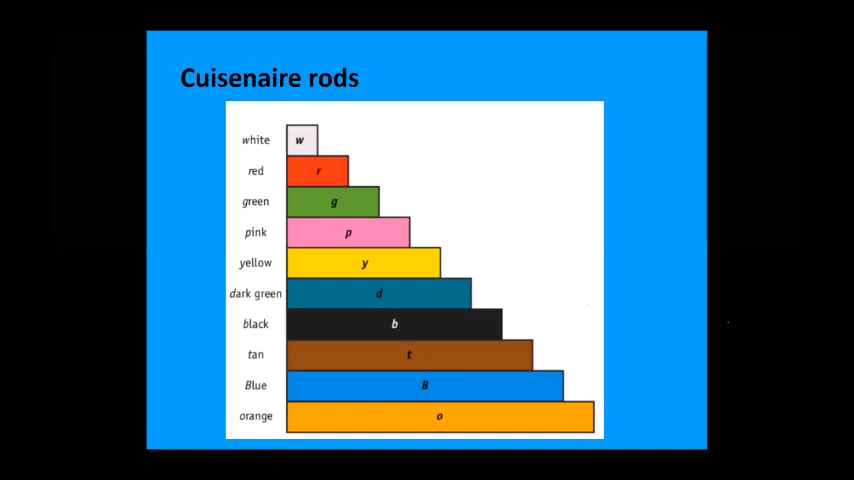 Cuisenaire rods
white w
red r
green g
pink p
yellow y
dark green d
black b
tan t
Blue B
orange o